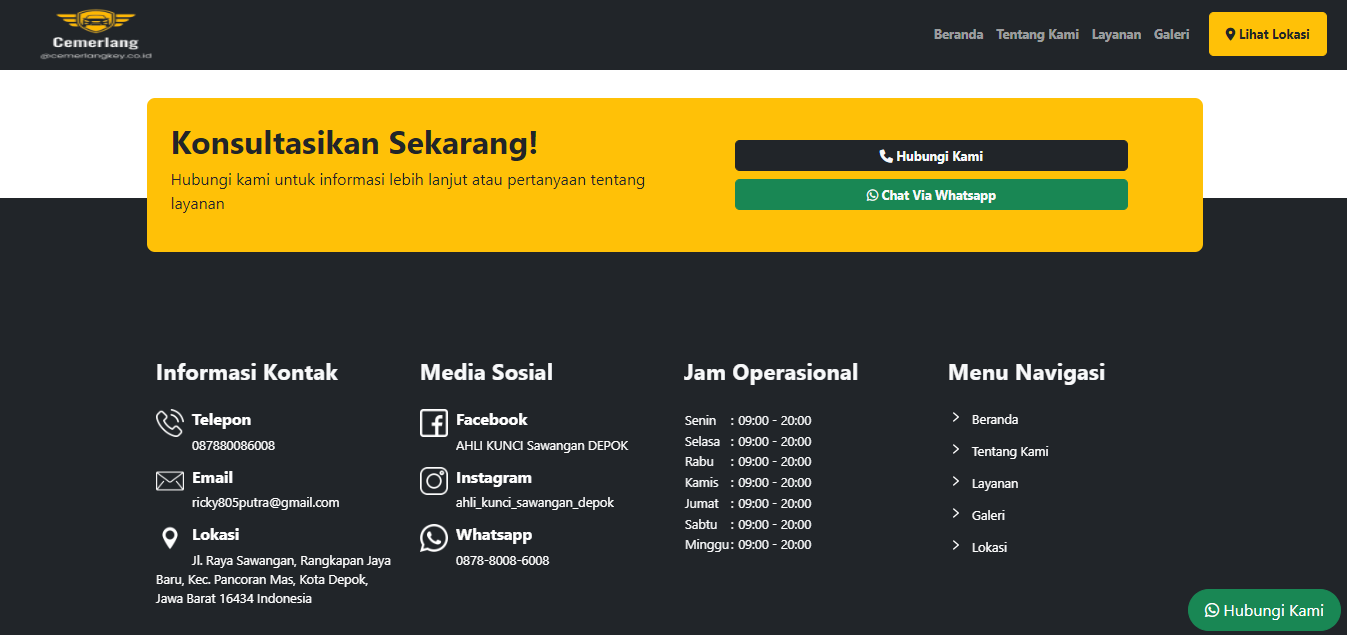 Cemerlang
@cemerlangkey.co.id
Beranda Tentang Kami Layanan Galeri Lihat Lokasi
Konsultasikan Sekarang!
Hubungi kami untuk informasi lebih lanjut atau pertanyaan tentang
layanan
Hubungi Kami
Chat Via Whatsapp
Informasi Kontak
Telepon
087880086008
Email
ricky805putra@gmail.com
Lokasi
Jl. Raya Sawangan, Rangkapan Jaya
Baru, Kec. Pancoran Mas, Kota Depok,
Jawa Barat 16434 Indonesia
Media Sosial
Facebook
AHLI KUNCI Sawangan DEPOK
Instagram
ahli_kunci_sawangan_depok
Whatsapp
0878-8008-6008
Jam Operasional
Senin : 09:00 - 20:00
Selasa : 09:00 - 20:00
Rabu : 09:00 - 20:00
Kamis : 09:00 - 20:00
Jumat : 09:00 - 20:00
Sabtu : 09:00 - 20:00
Minggu : 09:00 - 20:00
Menu Navigasi
Beranda
Tentang Kami
Layanan
Galeri
Lokasi
Hubungi Kami